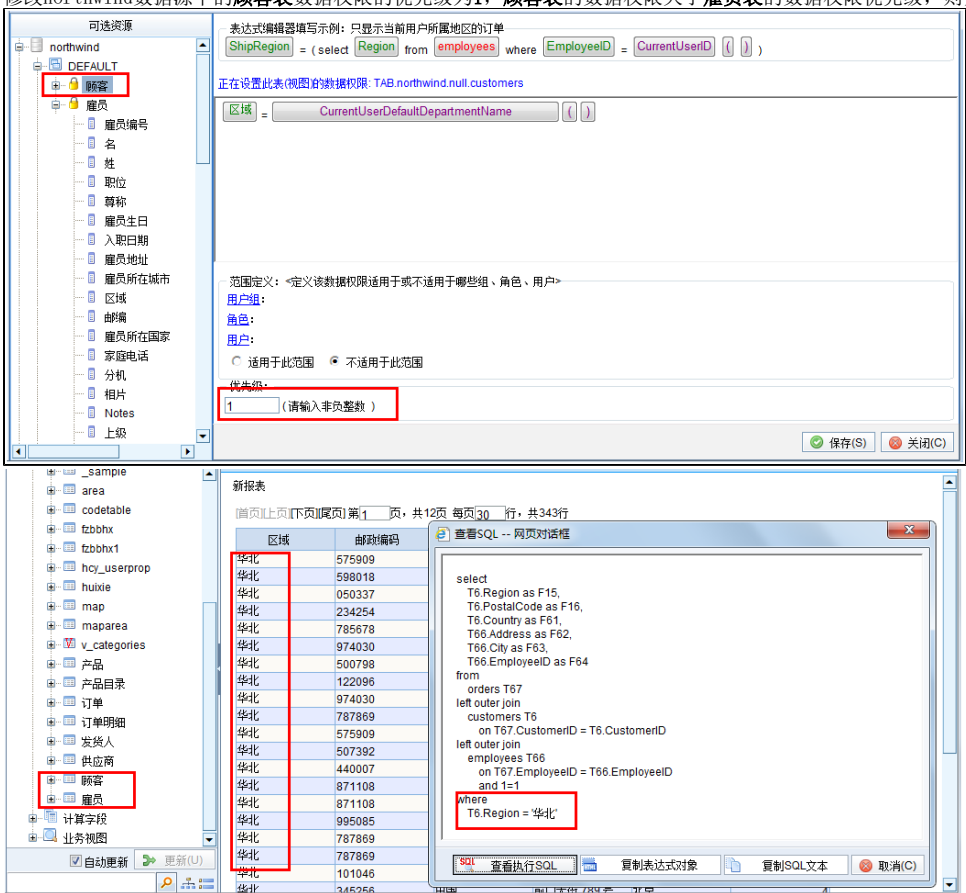 修改northwind数据源下的顾客表数据权限的优先级为1，顾客表的数据权限大于雇员表的数据权限优先级，则
可选资源
northwind
DEFAULT
顾客
雇员
雇员编号
名
姓
职位
尊称
雇员生日
入职日期
雇员地址
雇员所在城市
区域
邮编
雇员所在国家
家庭电话
分机
相片
Notes
上级
表达式编辑器填写示例：只显示当前用户所属地区的订单
ShipRegion = ( select Region from employees where EmployeeID = CurrentUserID ( ) )
正在设置此表(视图)的数据权限: TAB.northwind.null.customers
区域 = CurrentUserDefaultDepartmentName ( )
范围定义：<定义该数据权限适用于或不适用于哪些组、角色、用户>
用户组:
角色:
用户:
适用于此范围 不适用于此范围
优先级:
1 (请输入非负整数 )
保存(S) 关闭(C)
_sample
area
codetable
fzbbhx
fzbbhx1
hcy_userprop
huixie
map
maparea
v_categories
产品
产品目录
订单
订单明细
发货人
供应商
顾客
雇员
计算字段
业务视图
自动更新 更新(U)
新报表
[首页][上页][下页][尾页] 第1 页，共12页 每页30 行，共343行
区域 邮政编码
华北 575909
华北 598018
华北 050337
华北 234254
华北 785678
华北 974030
华北 500798
华北 122096
华北 974030
华北 787869
华北 575909
华北 507392
华北 440007
华北 871108
华北 871108
华北 995085
华北 787869
华北 787869
华北 101046
华北 345256
查看SQL -- 网页对话框
select
T6.Region as F15,
T6.PostalCode as F16,
T6.Country as F61,
T66.Address as F62,
T66.City as F63,
T66.EmployeeID as F64
from
orders T67
left outer join
customers T6
on T67.CustomerID = T6.CustomerID
left outer join
employees T66
on T67.EmployeeID = T66.EmployeeID
and 1=1
where
T6.Region = '华北'
SQL 查看执行SQL 复制表达式对象 复制SQL文本 取消(C)